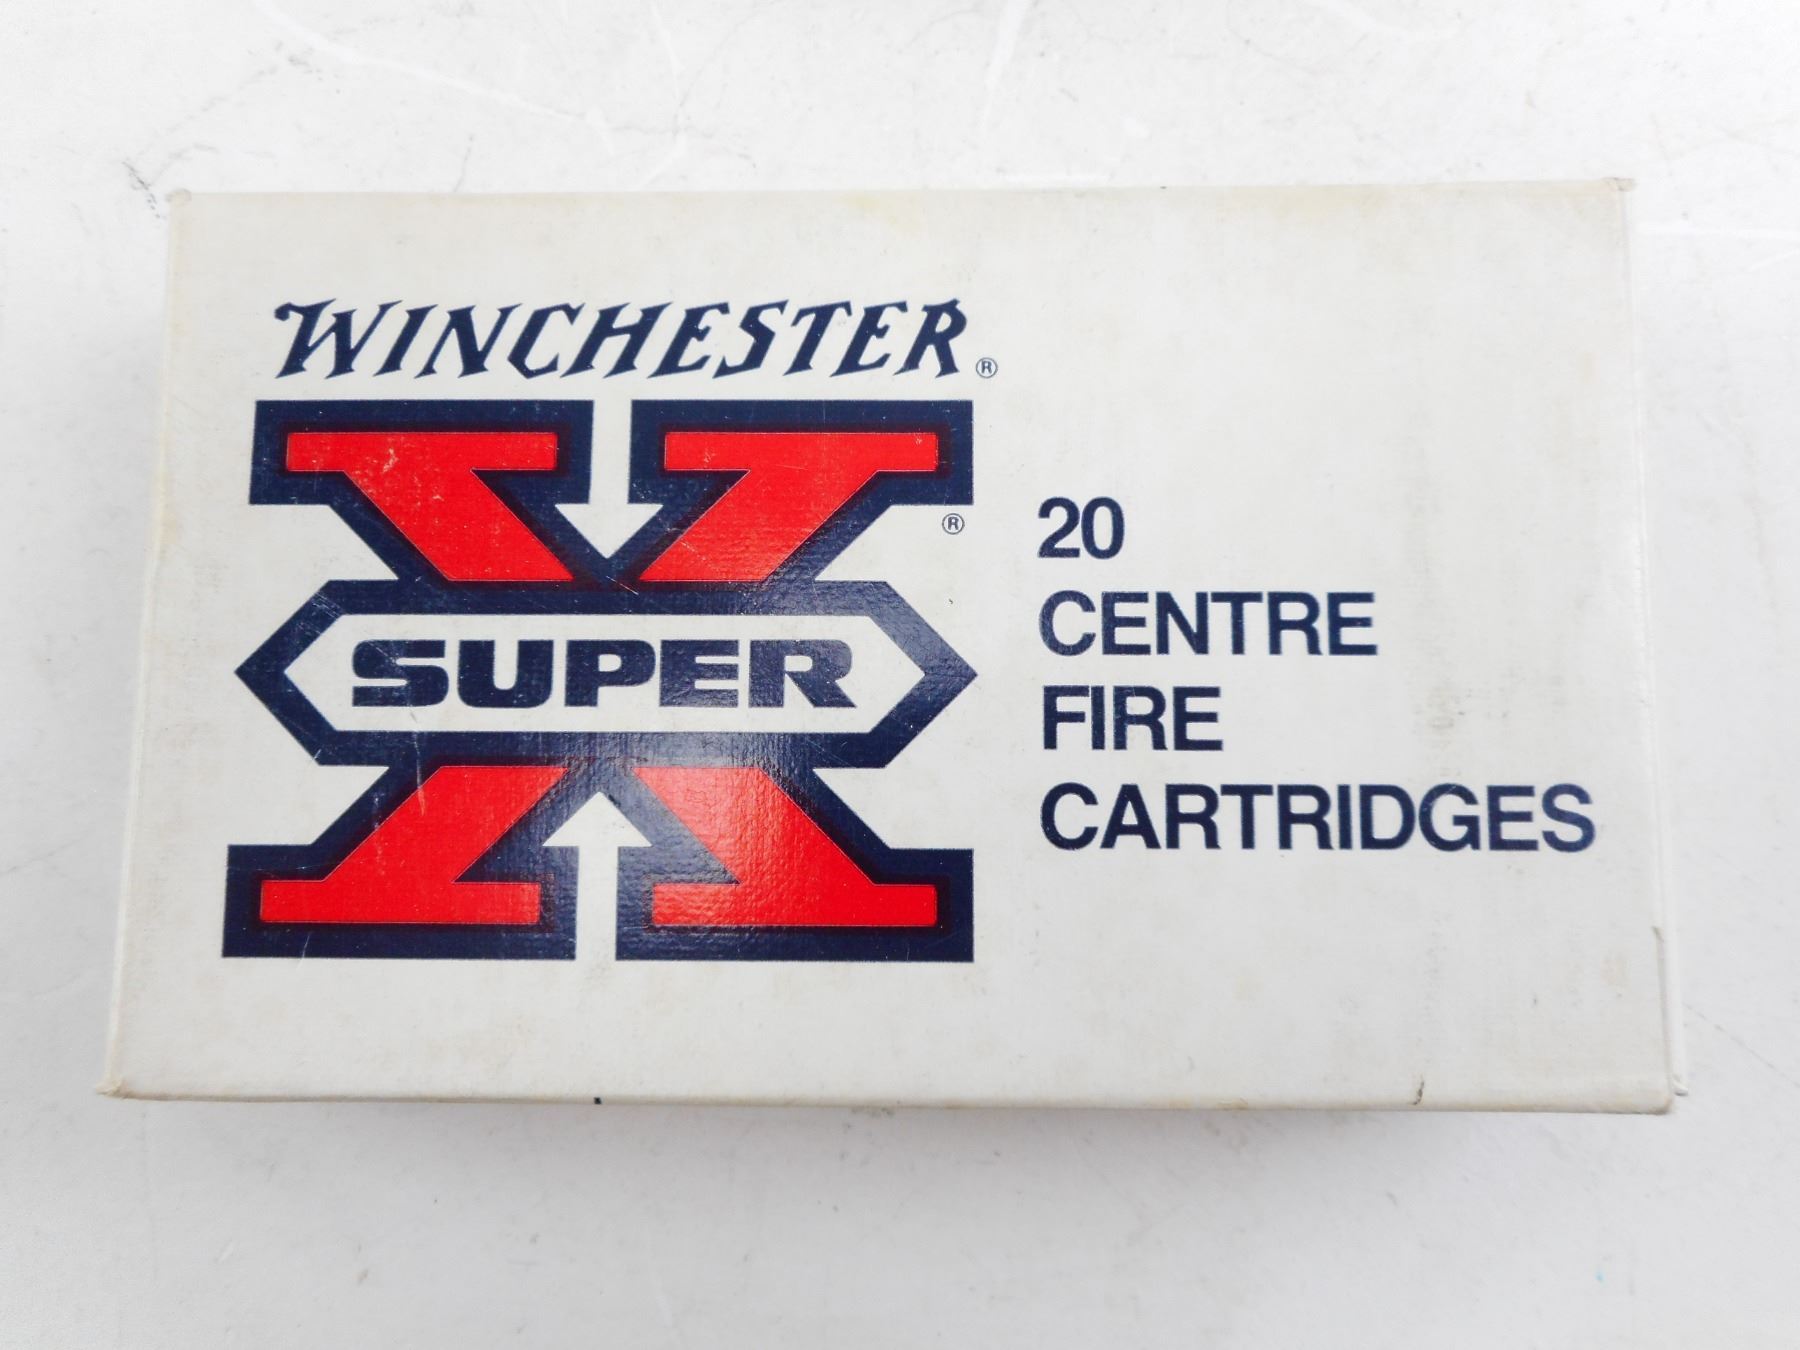 WINCHESTER®
®
SUPER
20
CENTRE
FIRE
CARTRIDGES